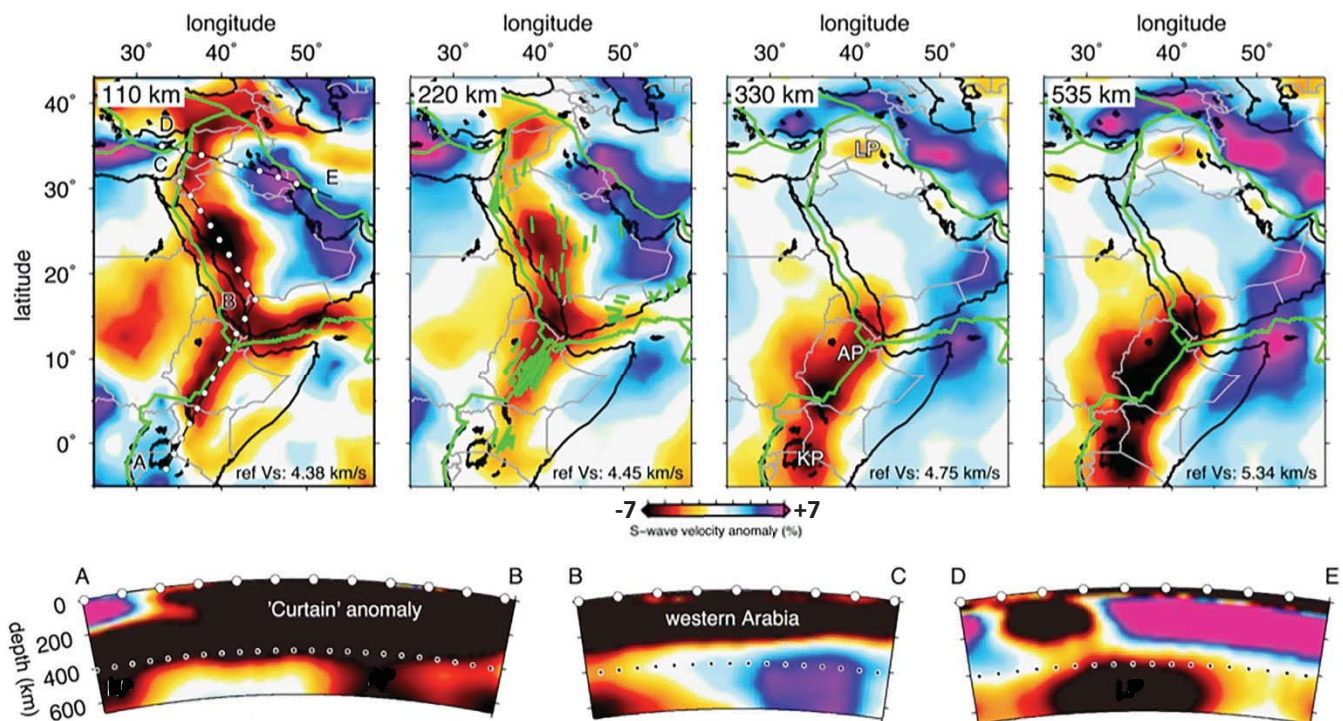 longitude longitude longitude longitude
30° 40° 50° 30° 40° 50° 30° 40° 50° 30° 40° 50°
110 km 220 km 330 km 535 km
40°
D
LP
C
E
30°
latitude
20°
B
10°
AP
0°
A
KP
ref Vs: 4.38 km/s ref Vs: 4.45 km/s ref Vs: 4.75 km/s ref Vs: 5.34 km/s
-7 +7
S-wave velocity anomaly (%)
A B B C D E
0
'Curtain' anomaly western Arabia
200
400
600
depth (km)
LP